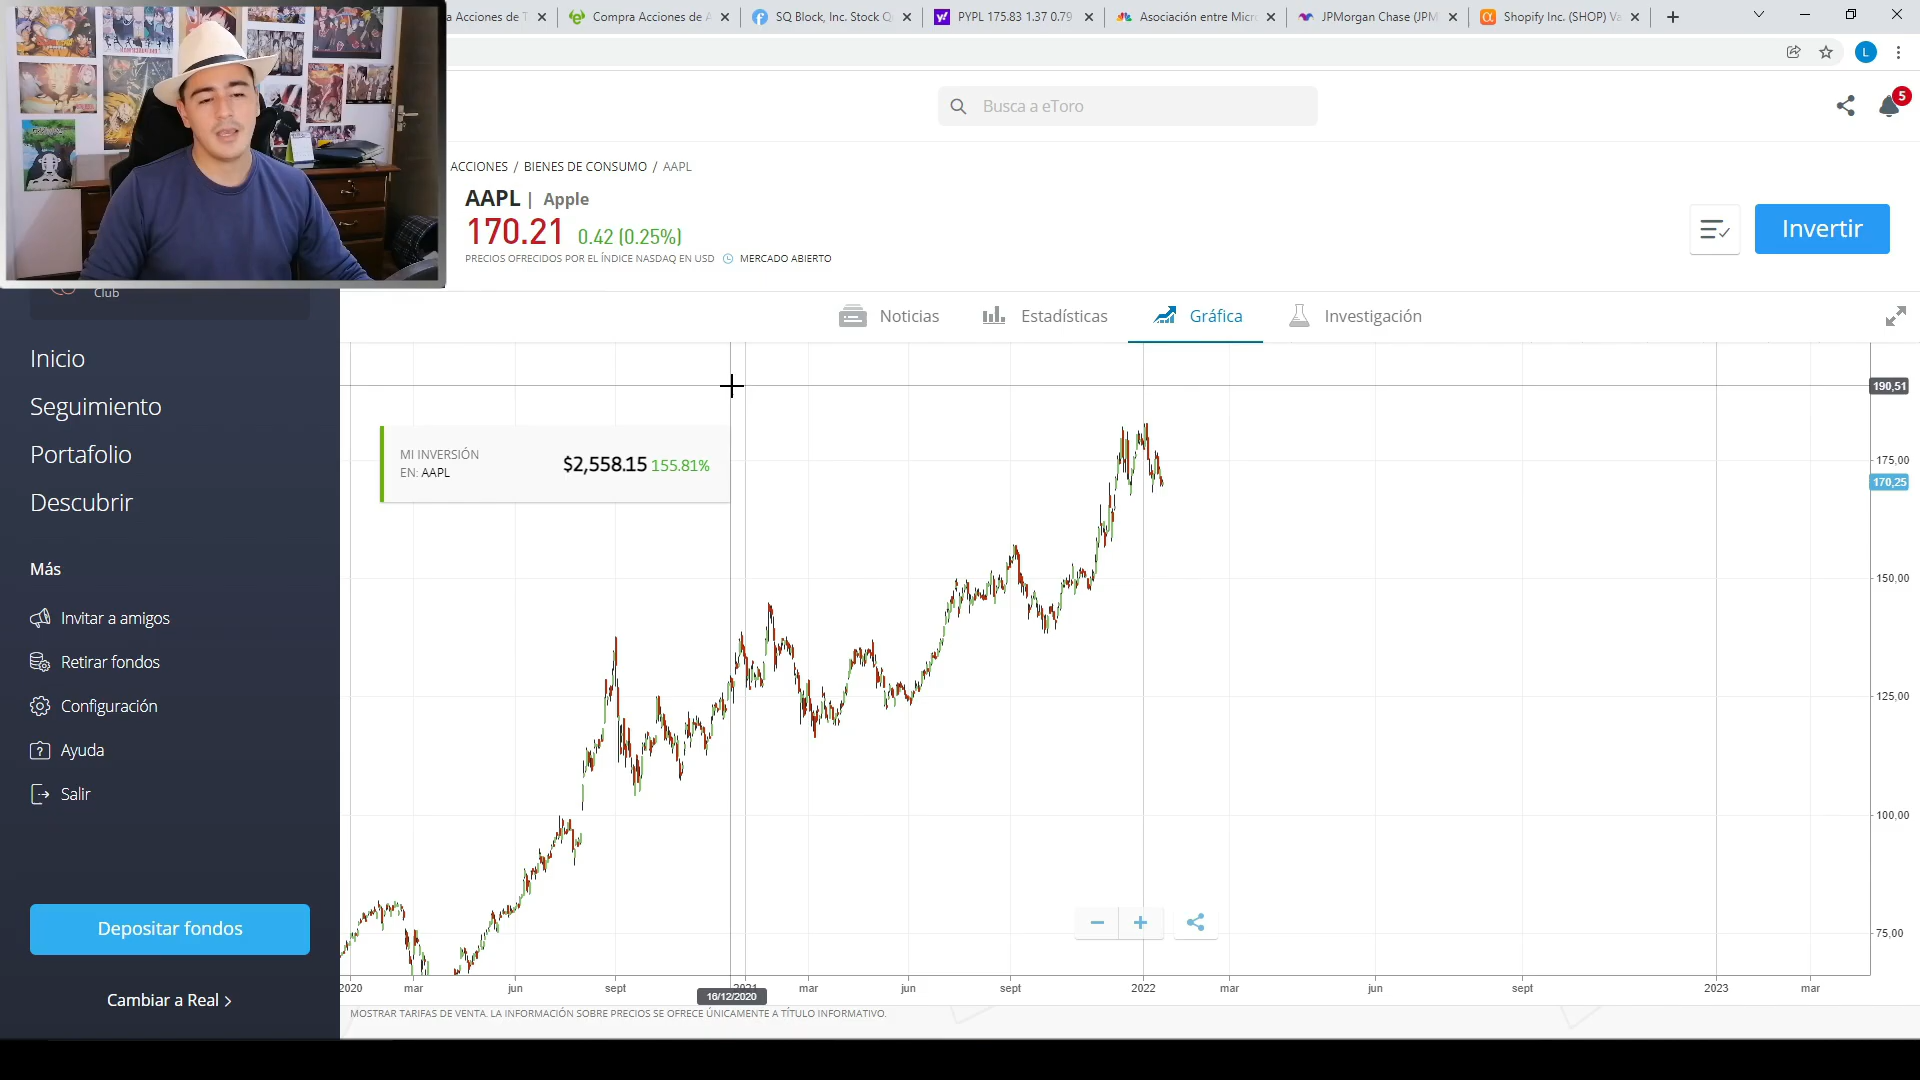 a Acciones de T
Compra Acciones de A
SQ Block, Inc. Stock Q
PYPL 175.83 1.37 0.79
Asociación entre Micr
JPMorgan Chase (JPM
Shopify Inc. (SHOP) Va
L
Busca a eToro
5
ACCIONES / BIENES DE CONSUMO / AAPL
AAPL | Apple
170.21 0.42 (0.25%)
PRECIOS OFRECIDOS POR EL ÍNDICE NASDAQ EN USD MERCADO ABIERTO
Invertir
Club
Noticias
Estadísticas
Gráfica
Investigación
Inicio
Seguimiento
Portafolio
Descubrir
Más
Invitar a amigos
Retirar fondos
Configuración
Ayuda
Salir
Depositar fondos
Cambiar a Real >
MI INVERSIÓN
EN: AAPL
$2,558.15 155.81%
190,51
175,00
170,25
150,00
125,00
100,00
75,00
2020 mar jun sept 2021 mar jun sept 2022 mar jun sept 2023 mar
16/12/2020
MOSTRAR TARIFAS DE VENTA. LA INFORMACIÓN SOBRE PRECIOS SE OFRECE ÚNICAMENTE A TÍTULO INFORMATIVO.